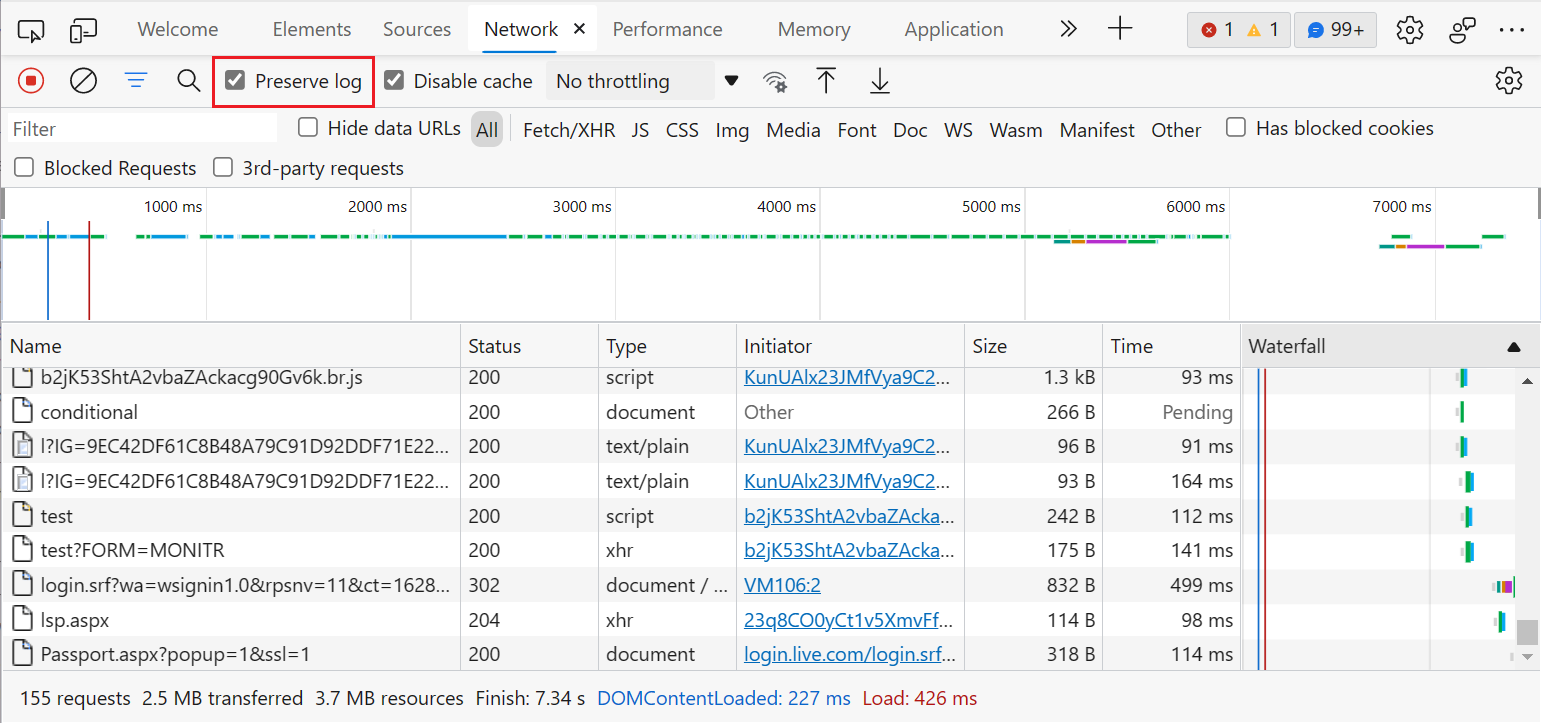 Welcome Elements Sources Network Performance Memory Application 1 1 99+
Preserve log Disable cache No throttling
Filter Hide data URLs All Fetch/XHR JS CSS Img Media Font Doc WS Wasm Manifest Other Has blocked cookies
Blocked Requests 3rd-party requests
1000 ms 2000 ms 3000 ms 4000 ms 5000 ms 6000 ms 7000 ms
Name Status Type Initiator Size Time Waterfall
b2jK53ShtA2vbaZAckacg90Gv6k.br.js 200 script KunUAlx23JMfVya9C2... 1.3 kB 93 ms
conditional 200 document Other 266 B Pending
l?IG=9EC42DF61C8B48A79C91D92DDF71E22... 200 text/plain KunUAlx23JMfVya9C2... 96 B 91 ms
l?IG=9EC42DF61C8B48A79C91D92DDF71E22... 200 text/plain KunUAlx23JMfVya9C2... 93 B 164 ms
test 200 script b2jK53ShtA2vbaZAcka... 242 B 112 ms
test?FORM=MONITR 200 xhr b2jK53ShtA2vbaZAcka... 175 B 141 ms
login.srf?wa=wsignin1.0&rpsnv=11&ct=1628... 302 document / ... VM106:2 832 B 499 ms
lsp.aspx 204 xhr 23q8CO0yCt1v5XmvFf... 114 B 98 ms
Passport.aspx?popup=1&ssl=1 200 document login.live.com/login.srf... 318 B 114 ms
155 requests 2.5 MB transferred 3.7 MB resources Finish: 7.34 s DOMContentLoaded: 227 ms Load: 426 ms